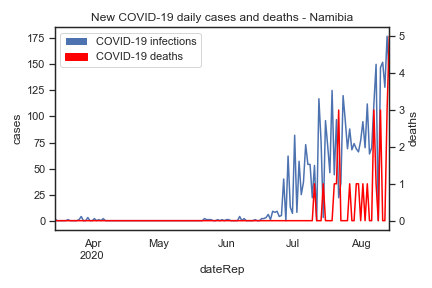 New COVID-19 daily cases and deaths - Namibia
COVID-19 infections
COVID-19 deaths
175
150
125
100
75
50
25
0
cases
5
4
3
2
1
0
deaths
Apr
2020
May
Jun
Jul
Aug
dateRep